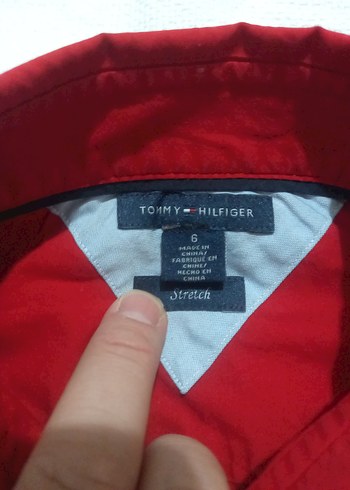 TOMMY HILFIGER
6
MADE IN
CHINA/
FABRIQUÉ EN
CHINE/
HECHO EN
CHINA
Stretch